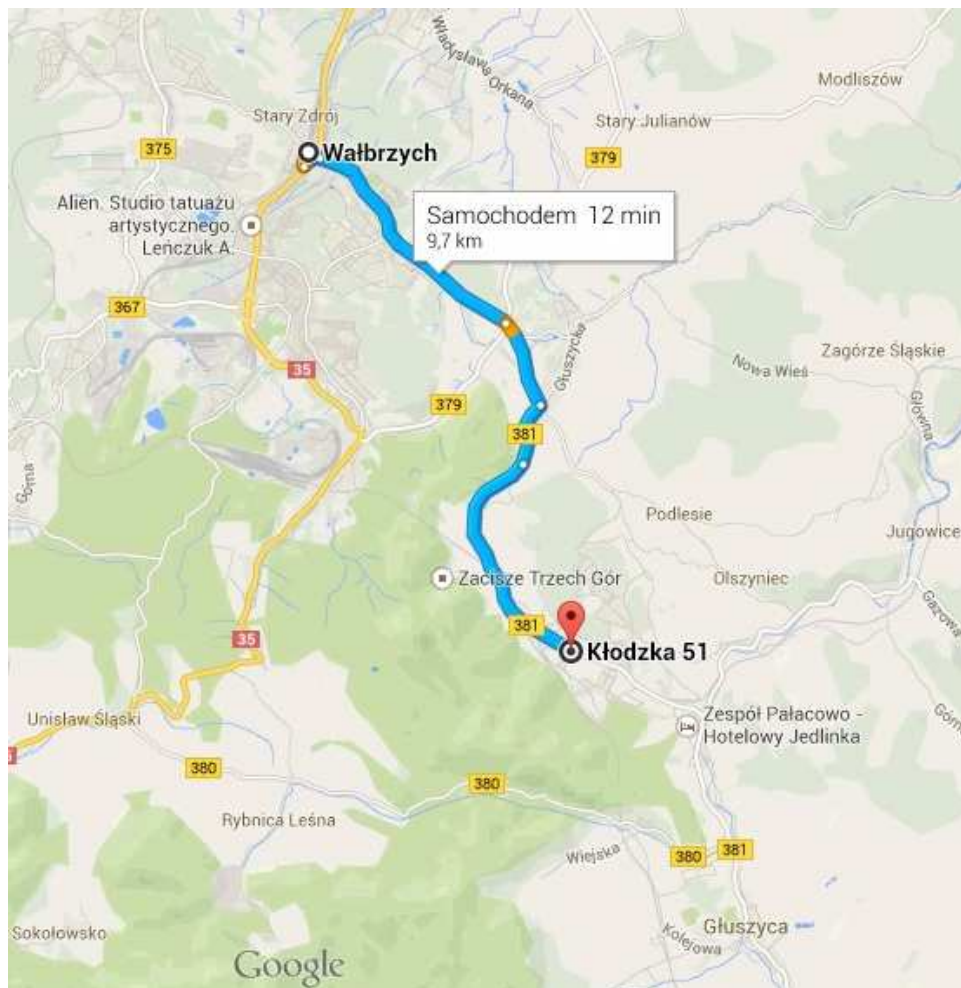 Władysława
Orkana
Modliszów
Stary Zdrój
Stary Julianów
375
379
Wałbrzych
Alien. Studio tatuażu
artystycznego.
Leńczuk A.
Samochodem 12 min
9,7 km
367
Głuszycka
Zagórze Śląskie
Nowa Wieś
35
379
Główna
381
Górna
Podlesie
Jugowice
Zacisze Trzech Gór
Olszyniec
Gazowa
381
35
Kłodzka 51
Unisław Śląski
Zespół Pałacowo -
Hotelowy Jedlinka
380
380
Rybnica Leśna
Wiejska
380
381
Głuszyca
Sokołowsko
Kolejowa
Google